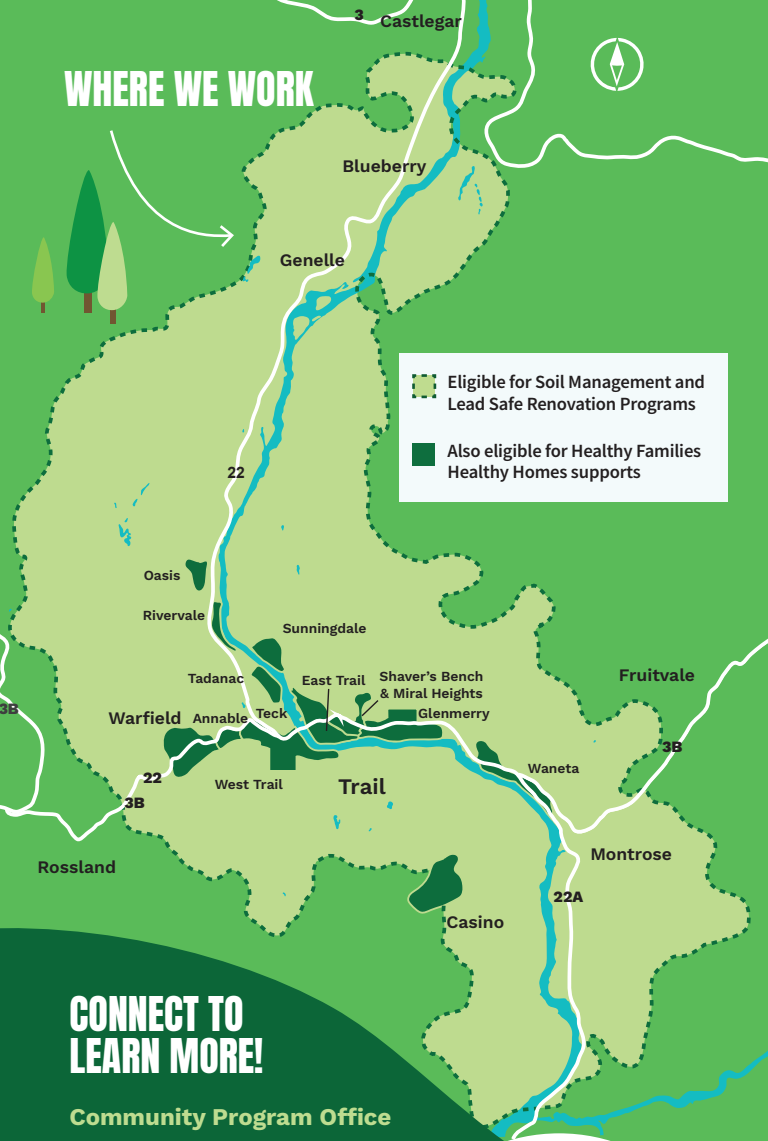 3
Castlegar
WHERE WE WORK
Blueberry
Genelle
Eligible for Soil Management and
Lead Safe Renovation Programs
Also eligible for Healthy Families
Healthy Homes supports
22
Oasis
Rivervale
Sunningdale
Tadanac
East Trail
Shaver's Bench
& Miral Heights
Fruitvale
3B
Warfield
Annable
Teck
Glenmerry
3B
22
West Trail
Trail
Waneta
3B
Rossland
Montrose
22A
Casino
CONNECT TO
LEARN MORE!
Community Program Office